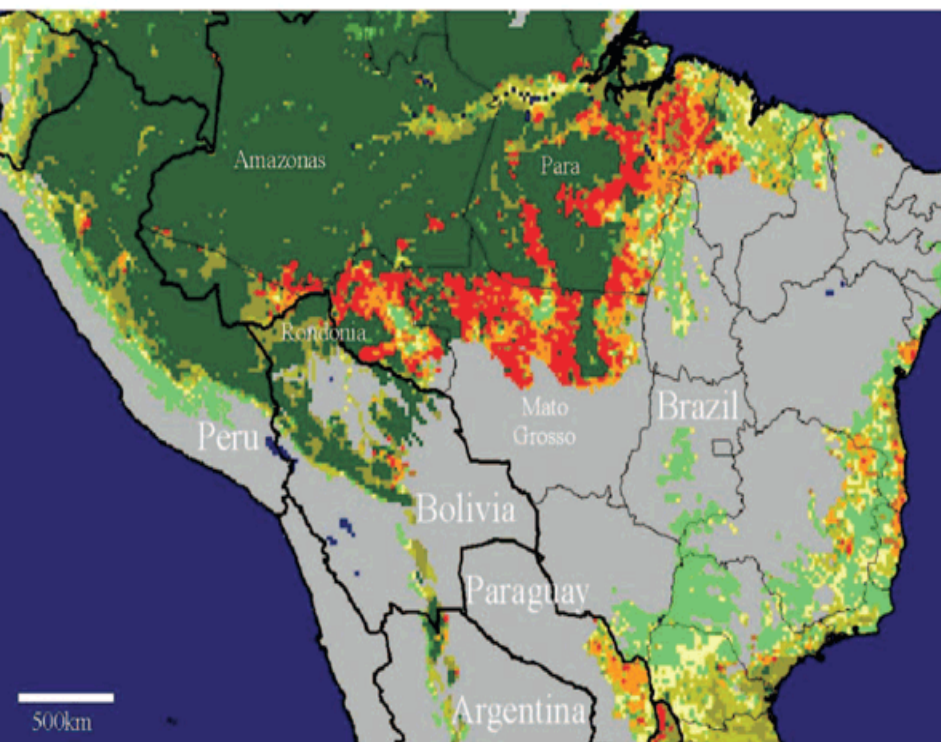 Amazonas
Para
Rondonia
Mato
Grosso
Brazil
Peru
Bolivia
Paraguay
Argentina
500km